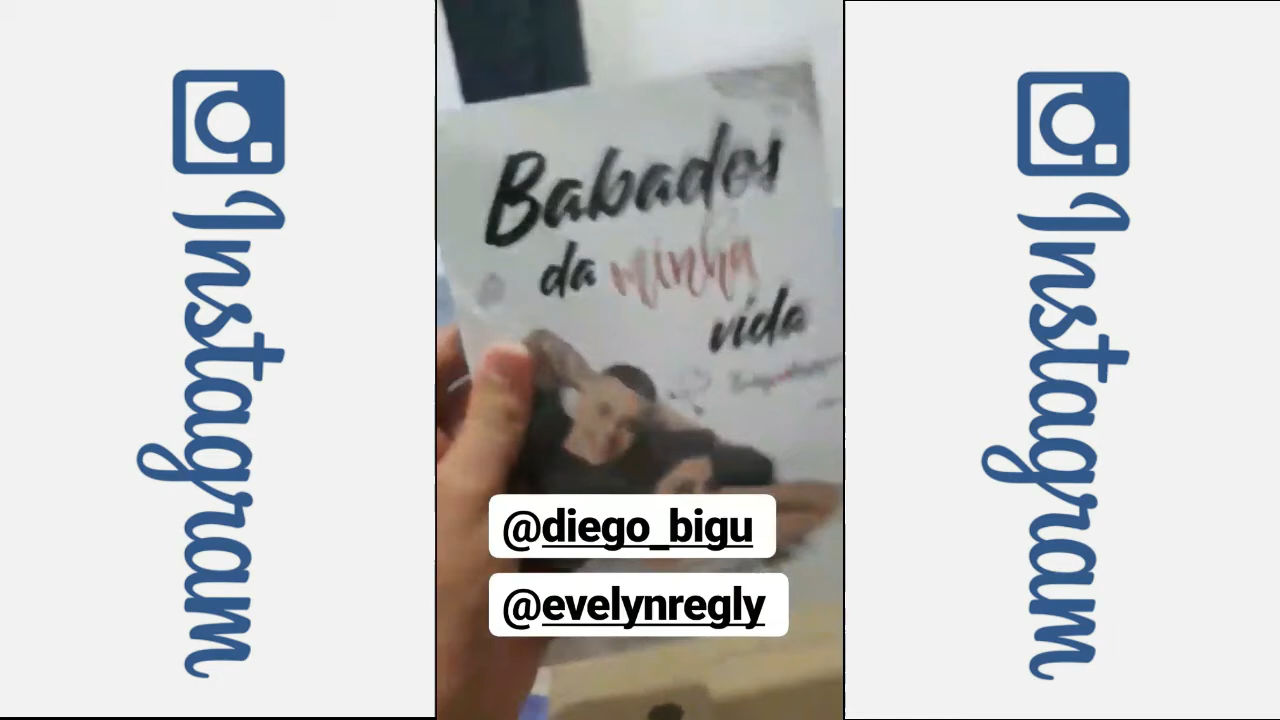 Instagram
Babados
da minha
vida
@diego_bigu
@evelynregly
Instagram